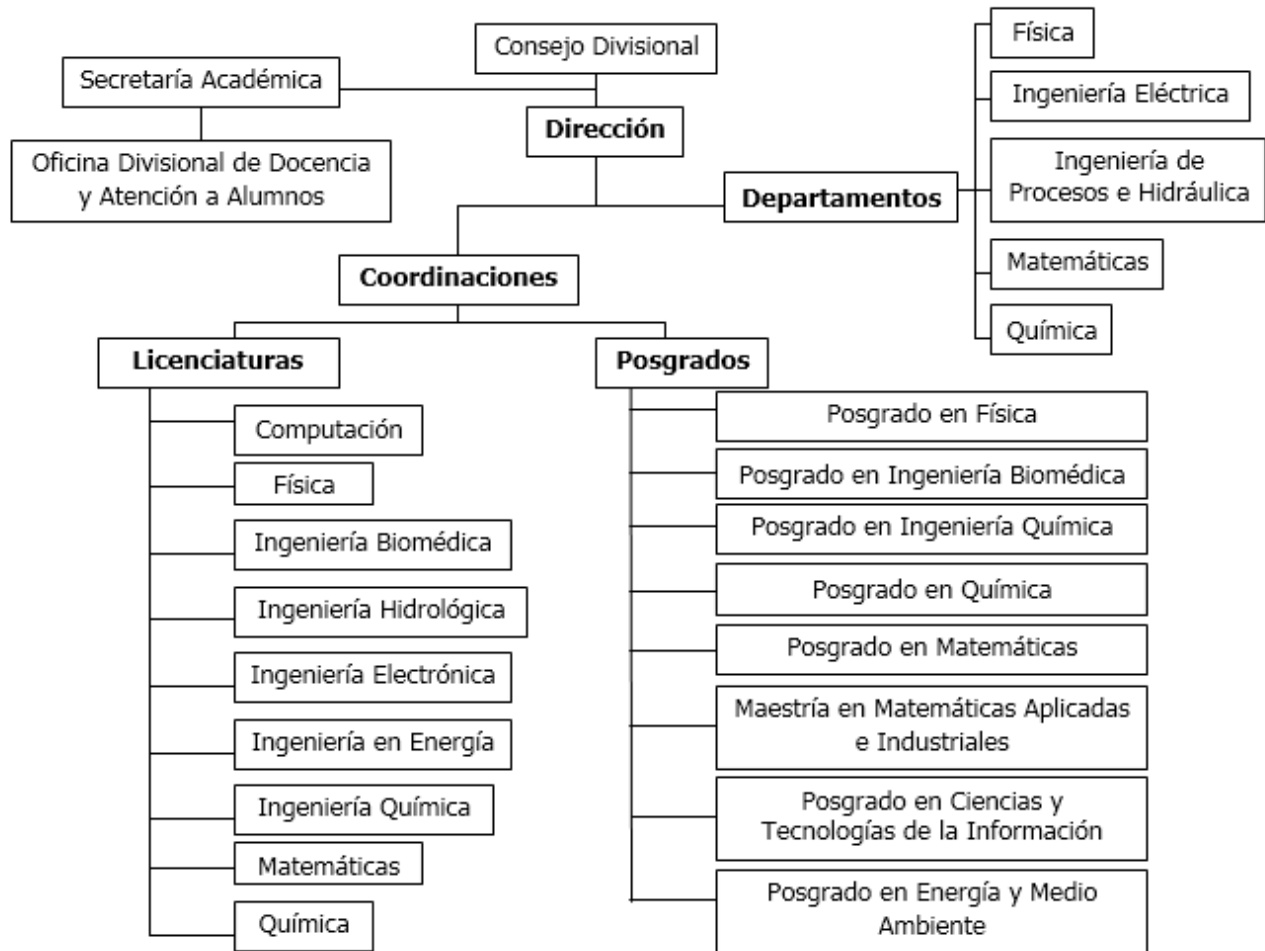 Consejo Divisional
Secretaría Académica
Dirección
Oficina Divisional de Docencia
y Atención a Alumnos
Departamentos
Física
Ingeniería Eléctrica
Ingeniería de
Procesos e Hidráulica
Matemáticas
Química
Coordinaciones
Licenciaturas
Computación
Física
Ingeniería Biomédica
Ingeniería Hidrológica
Ingeniería Electrónica
Ingeniería en Energía
Ingeniería Química
Matemáticas
Química
Posgrados
Posgrado en Física
Posgrado en Ingeniería Biomédica
Posgrado en Ingeniería Química
Posgrado en Química
Posgrado en Matemáticas
Maestría en Matemáticas Aplicadas
e Industriales
Posgrado en Ciencias y
Tecnologías de la Información
Posgrado en Energía y Medio
Ambiente